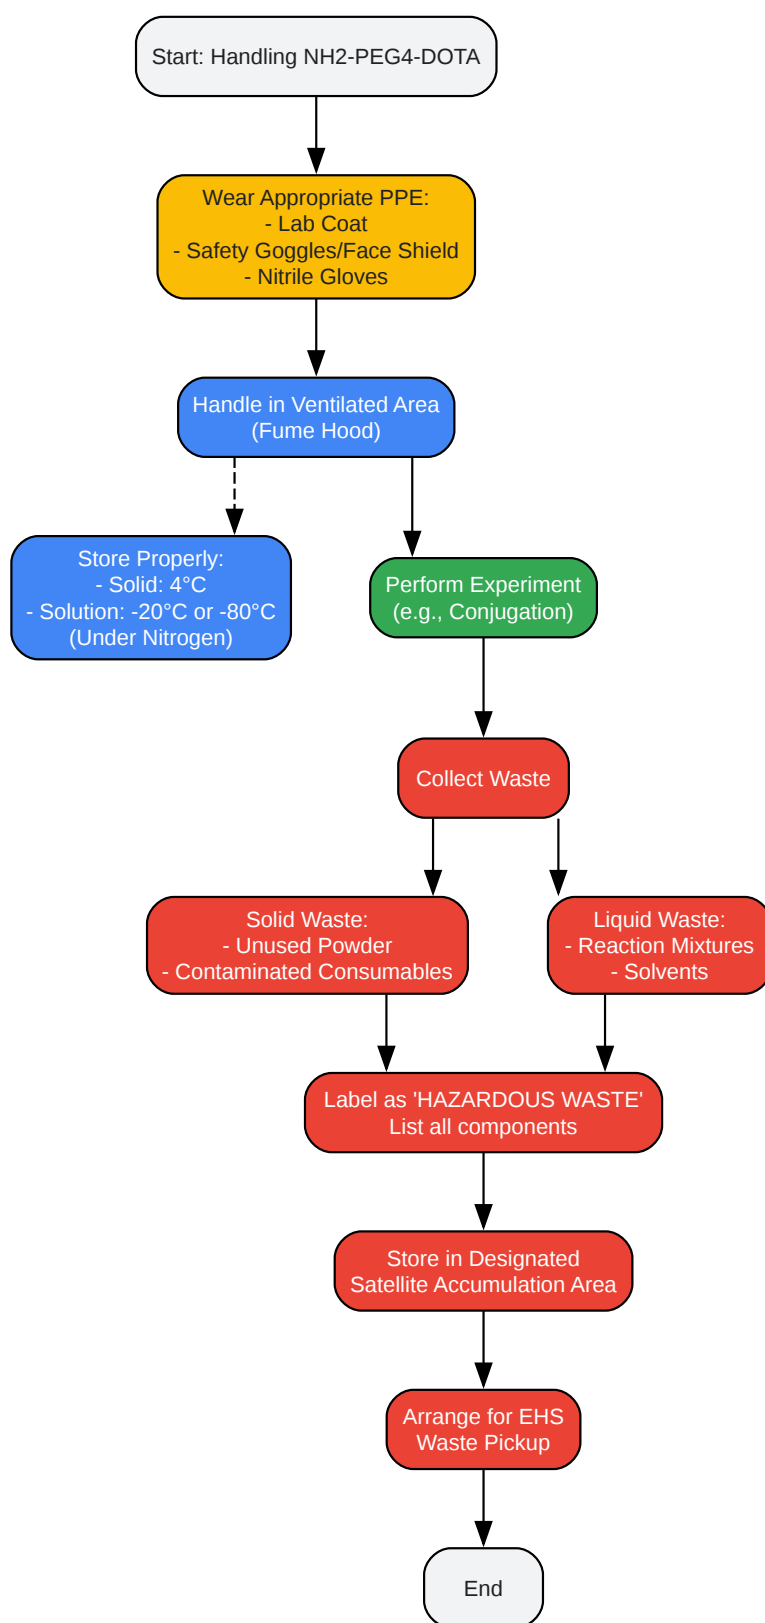 Start: Handling NH2-PEG4-DOTA
Wear Appropriate PPE:
- Lab Coat
- Safety Goggles/Face Shield
- Nitrile Gloves
Handle in Ventilated Area
(Fume Hood)
Store Properly:
- Solid: 4°C
- Solution: -20°C or -80°C
(Under Nitrogen)
Perform Experiment
(e.g., Conjugation)
Collect Waste
Solid Waste:
- Unused Powder
- Contaminated Consumables
Liquid Waste:
- Reaction Mixtures
- Solvents
Label as 'HAZARDOUS WASTE'
List all components
Store in Designated
Satellite Accumulation Area
Arrange for EHS
Waste Pickup
End